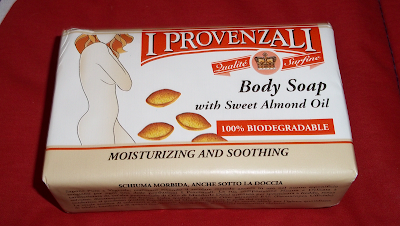 I PROVENZALI
Qualité Surfine
Body Soap
with Sweet Almond Oil
100% BIODEGRADABLE
MOISTURIZING AND SOOTHING
SCHIUMA MORBIDA, ANCHE SOTTO LA DOCCIA